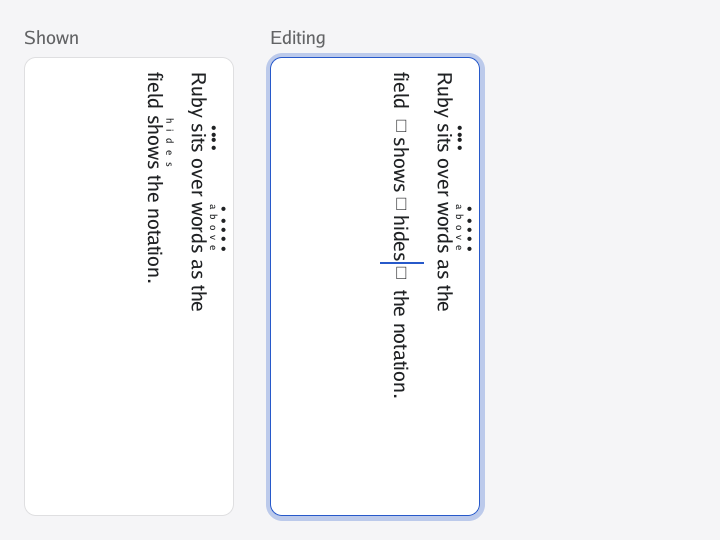 Shown
Ruby sits over words as the
above
field shows the notation.
hides
Editing
Ruby sits over words as the
above
field □ shows □ hides□ the notation.